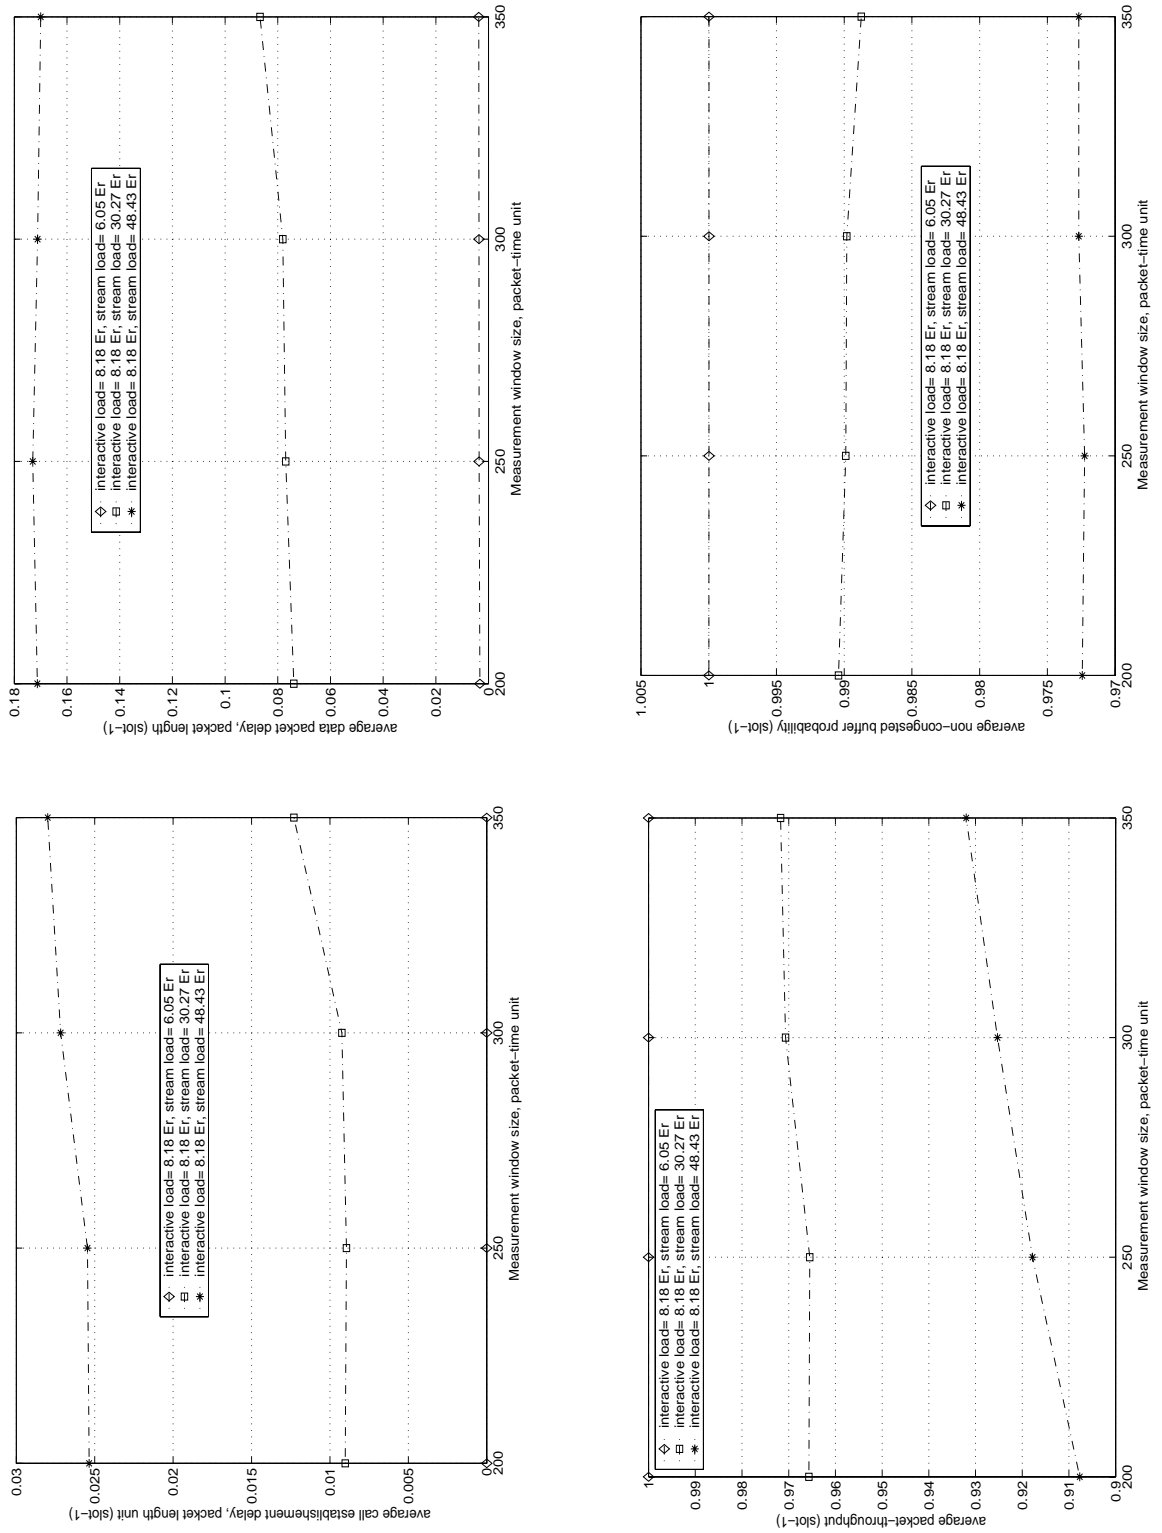 average call establishement delay, packet length unit (slot−1)
0.03
0.025
0.02
0.015
0.01
0.005
0
200 250 300 350
Measurement window size, packet−time unit
interactive load= 8.18 Er, stream load= 6.05 Er
interactive load= 8.18 Er, stream load= 30.27 Er
interactive load= 8.18 Er, stream load= 48.43 Er
average data packet delay, packet length (slot−1)
0.18
0.16
0.14
0.12
0.1
0.08
0.06
0.04
0.02
0
200 250 300 350
Measurement window size, packet−time unit
interactive load= 8.18 Er, stream load= 6.05 Er
interactive load= 8.18 Er, stream load= 30.27 Er
interactive load= 8.18 Er, stream load= 48.43 Er
average packet−throughput (slot−1)
1
0.99
0.98
0.97
0.96
0.95
0.94
0.93
0.92
0.91
0.9
200 250 300 350
Measurement window size, packet−time unit
interactive load= 8.18 Er, stream load= 6.05 Er
interactive load= 8.18 Er, stream load= 30.27 Er
interactive load= 8.18 Er, stream load= 48.43 Er
average non−congested buffer probability (slot−1)
1.005
1
0.995
0.99
0.985
0.98
0.975
0.97
200 250 300 350
Measurement window size, packet−time unit
interactive load= 8.18 Er, stream load= 6.05 Er
interactive load= 8.18 Er, stream load= 30.27 Er
interactive load= 8.18 Er, stream load= 48.43 Er